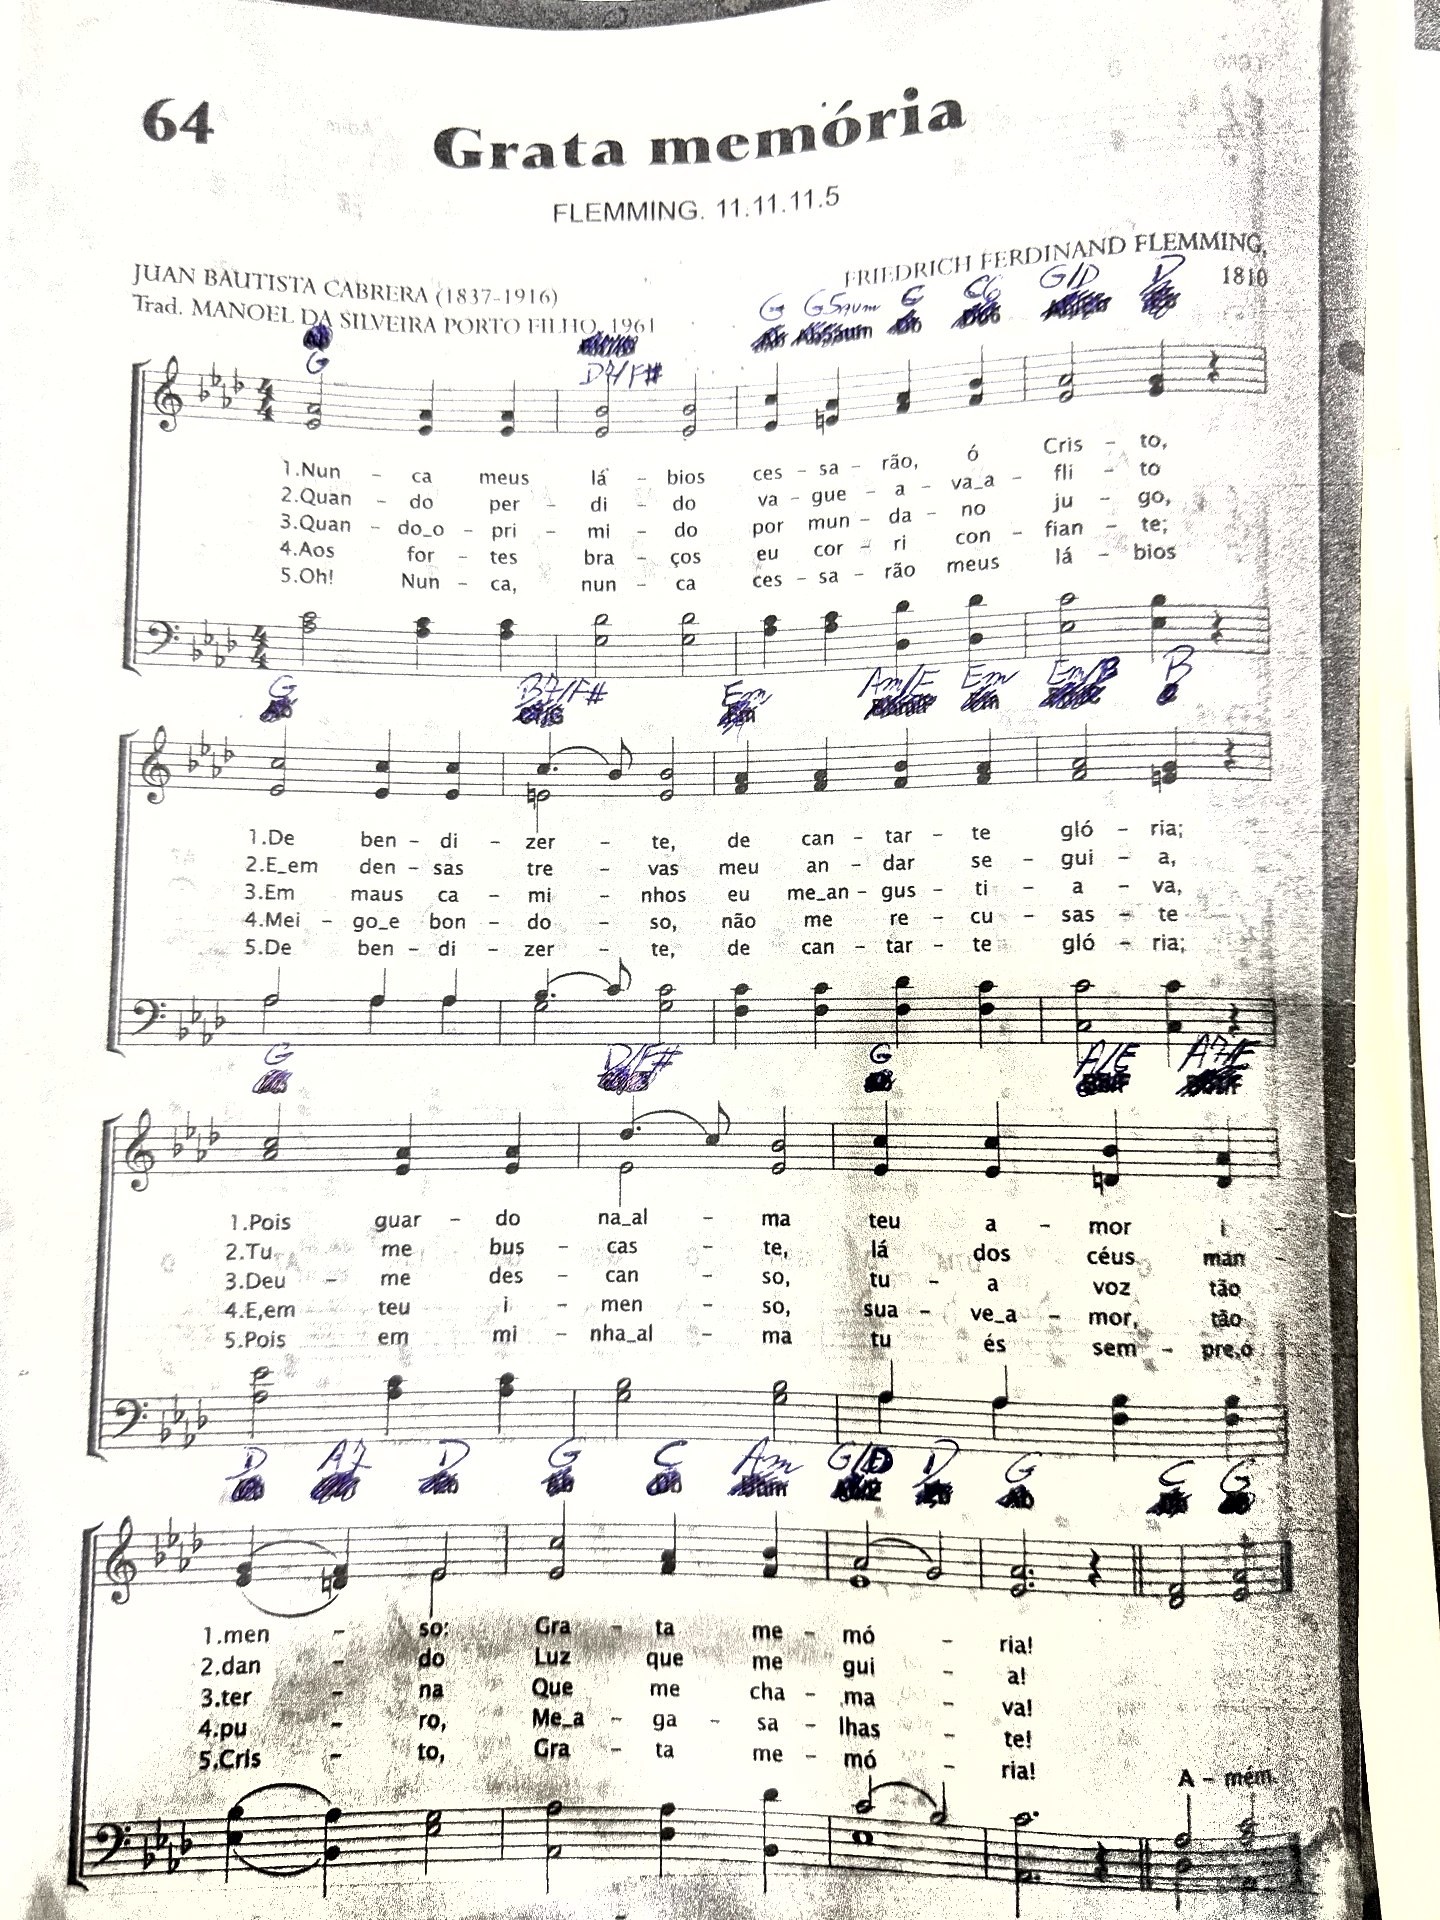 64
Grata memória
FLEMMING. 11.11.11.5
JUAN BAUTISTA CABRERA (1837-1916)
FRIEDRICH FERDINAND FLEMMING,
Trad. MANOEL DA SILVEIRA PORTO FILHO, 1961
1810
G D7/F# G G5aum C C6 G/D D
1.Nun - ca meus lá - bios ces - sa - rão, ó Cris - to,
2.Quan - do per - di - do va - gue - a - va_a - fli - to
3.Quan - do_o - pri - mi - do por mun - da - no ju - go,
4.Aos for - tes bra - ços eu cor - ri con - fian - te;
5.Oh! Nun - ca, nun - ca ces - sa - rão meus lá - bios
G B7/F# Em Am/E Em Em/B B
1.De ben - di - zer - te, de can - tar - te gló - ria;
2.E_em den - sas tre - vas meu an - dar se - gui - a,
3.Em maus ca - mi - nhos eu me_an - gus - ti - a - va,
4.Mei - go_e bon - do - so, não me re - cu - sas - te
5.De ben - di - zer - te, de can - tar - te gló - ria;
G D/F# G A/E
1.Pois guar - do na_al - ma teu a - mor i -
2.Tu me bus - cas - te, lá dos céus man -
3.Deu - me des - can - so, tu - a voz tão
4.E,em teu i - men - so, sua - ve_a - mor, tão
5.Pois em mi - nha_al - ma tu és sem - pre,o
D A7 D G C Am G/D D G C G
1.men - so: Gra - ta me - mó - ria!
2.dan - do Luz que me gui - a!
3.ter - na Que me cha - ma - va!
4.pu - ro, Me_a - ga - sa - lhas - te!
5.Cris - to, Gra - ta me - mó - ria!
A - mém.